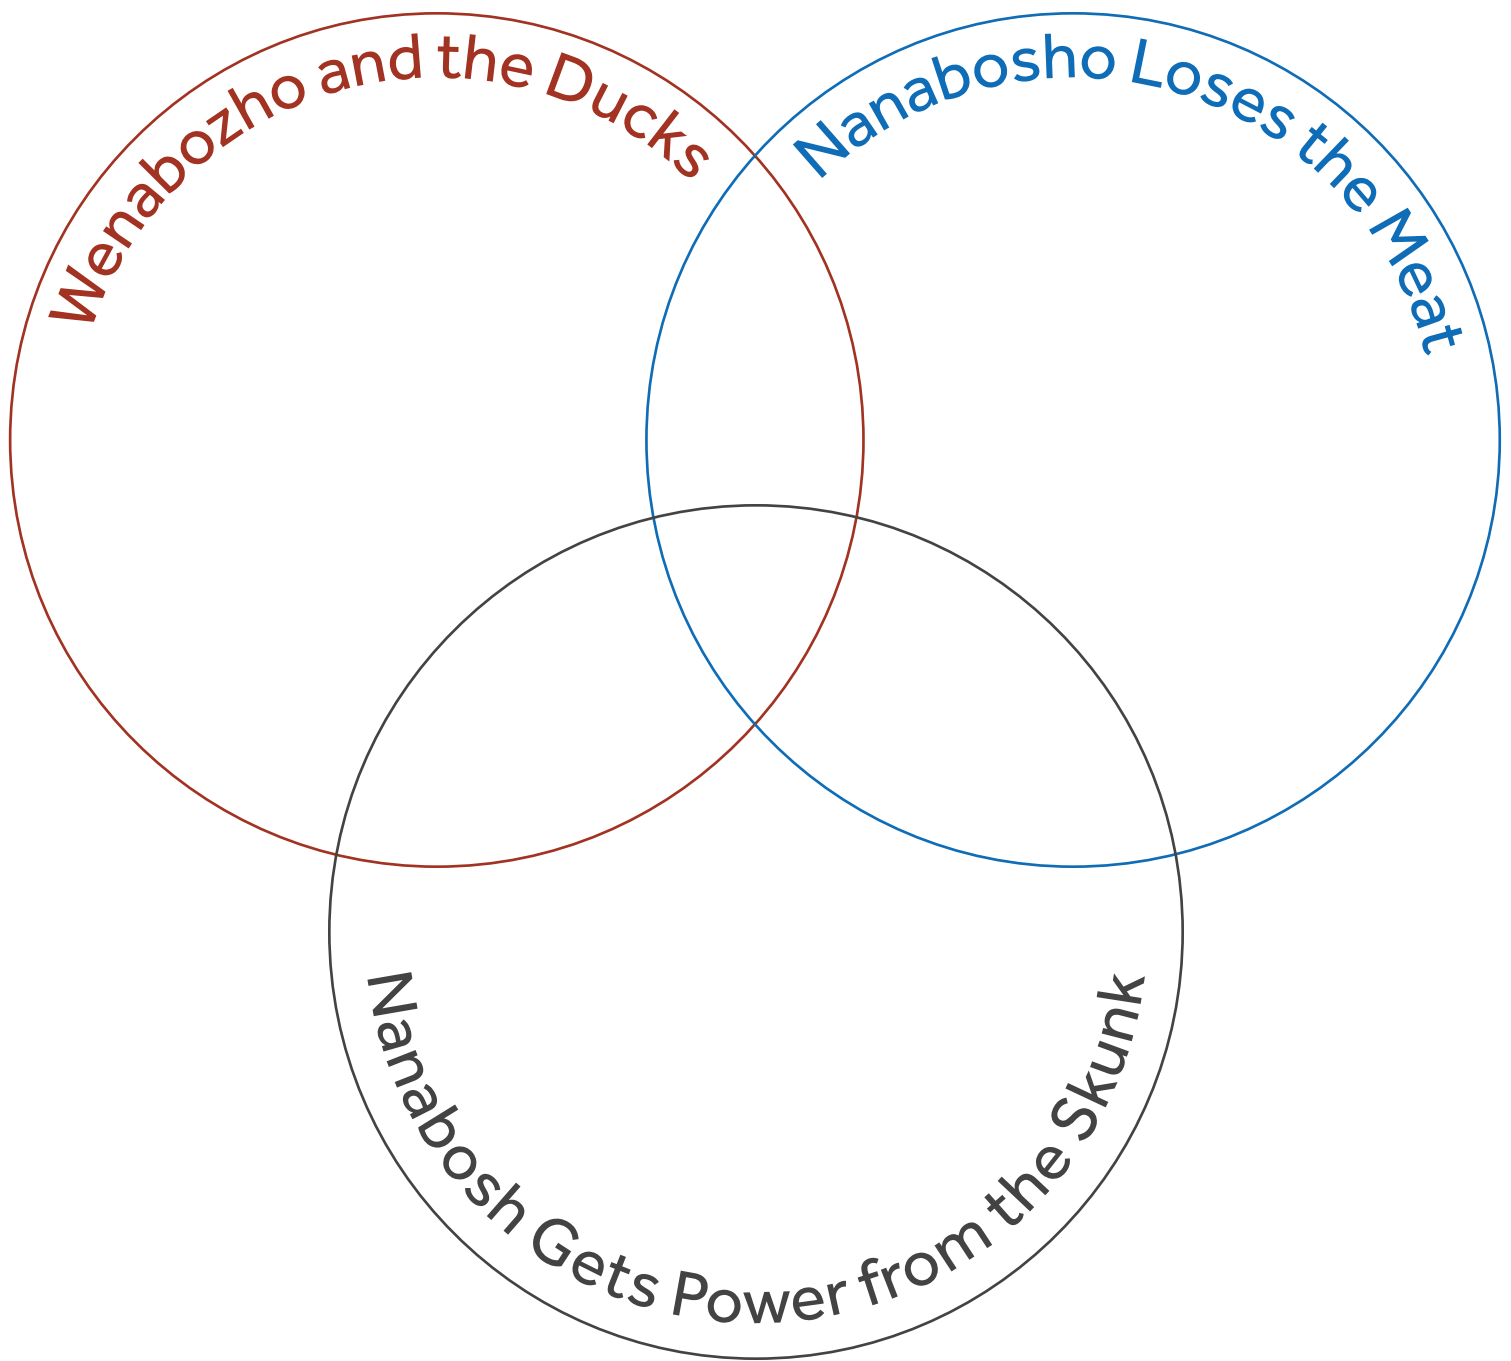 Wenabozho and the Ducks
Nanabosho Loses the Meat
Nanabosh Gets Power from the Skunk